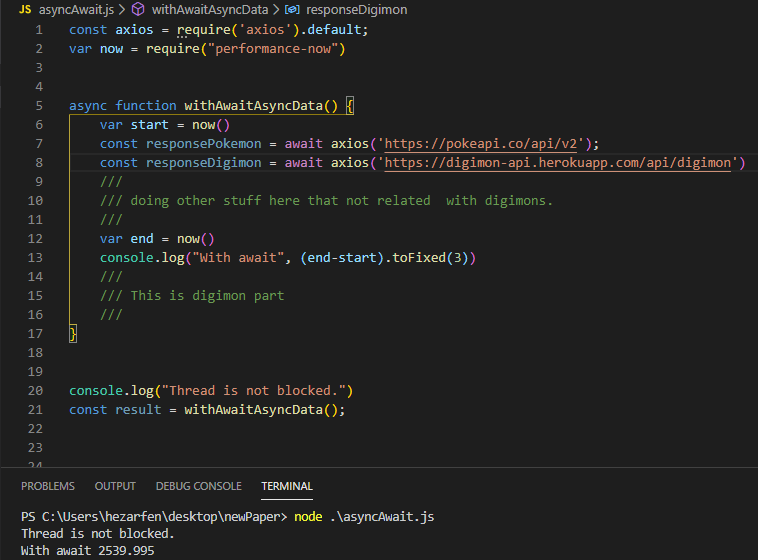 JS asyncAwait.js > withAwaitAsyncData > responseDigimon
1 const axios = require('axios').default;
2 var now = require("performance-now")
3
4
5 async function withAwaitAsyncData() {
6 var start = now()
7 const responsePokemon = await axios('https://pokeapi.co/api/v2');
8 const responseDigimon = await axios('https://digimon-api.herokuapp.com/api/digimon')
9 ///
10 /// doing other stuff here that not related  with digimons.
11 ///
12 var end = now()
13 console.log("With await", (end-start).toFixed(3))
14 ///
15 /// This is digimon part
16 ///
17 }
18
19
20 console.log("Thread is not blocked.")
21 const result = withAwaitAsyncData();
22
23
24
PROBLEMS OUTPUT DEBUG CONSOLE TERMINAL
PS C:\Users\hezarfen\desktop\newPaper> node .\asyncAwait.js
Thread is not blocked.
With await 2539.995